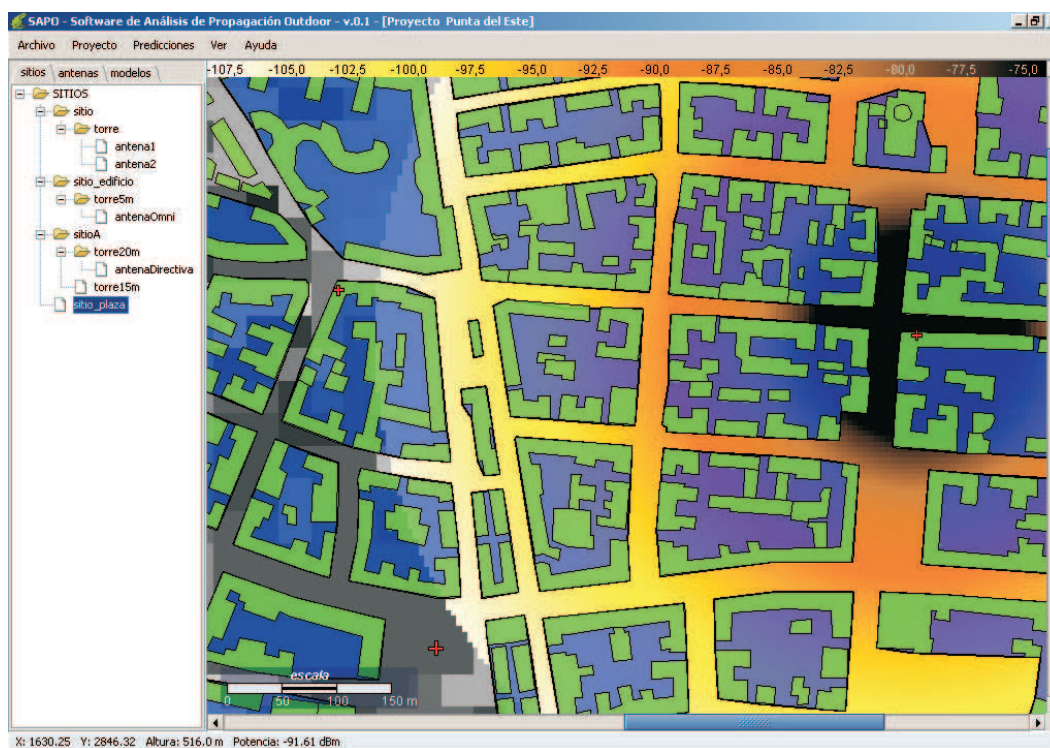 SAPO - Software de Análisis de Propagación Outdoor - v.0.1 - [Proyecto Punta del Este]
Archivo Proyecto Predicciones Ver Ayuda
sitios antenas modelos
-107,5 -105,0 -102,5 -100,0 -97,5 -95,0 -92,5 -90,0 -87,5 -85,0 -82,5 -80,0 -77,5 -75,0
SITIOS
sitio
torre
antena1
antena2
sitio_edificio
torre5m
antenaOmni
sitioA
torre20m
antenaDirectiva
torre15m
sitio_plaza
escala
0 50 100 150 m
X: 1630.25 Y: 2846.32 Altura: 516.0 m Potencia: -91.61 dBm